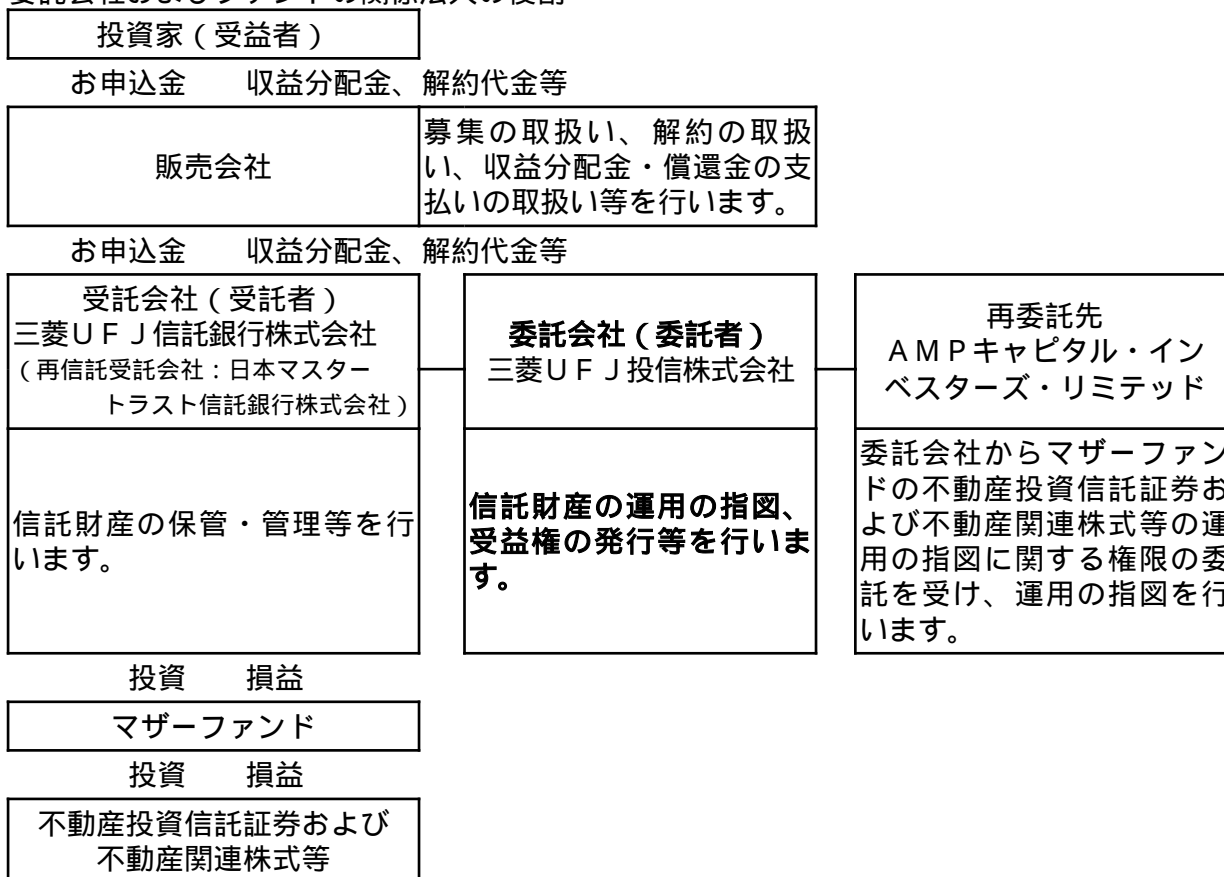 投資家（受益者）
お申込金　収益分配金、解約代金等
販売会社
募集の取扱い、解約の取扱
い、収益分配金・償還金の支
払いの取扱い等を行います。
お申込金　収益分配金、解約代金等
受託会社（受託者）
三菱ＵＦＪ信託銀行株式会社
（再信託受託会社：日本マスター
トラスト信託銀行株式会社）
委託会社（委託者）
三菱ＵＦＪ投信株式会社
再委託先
ＡＭＰキャピタル・イン
ベスターズ・リミテッド
信託財産の保管・管理等を行
います。
信託財産の運用の指図、
受益権の発行等を行いま
す。
委託会社からマザーファン
ドの不動産投資信託証券お
よび不動産関連株式等の運
用の指図に関する権限の委
託を受け、運用の指図を行
います。
投資　損益
マザーファンド
投資　損益
不動産投資信託証券および
不動産関連株式等